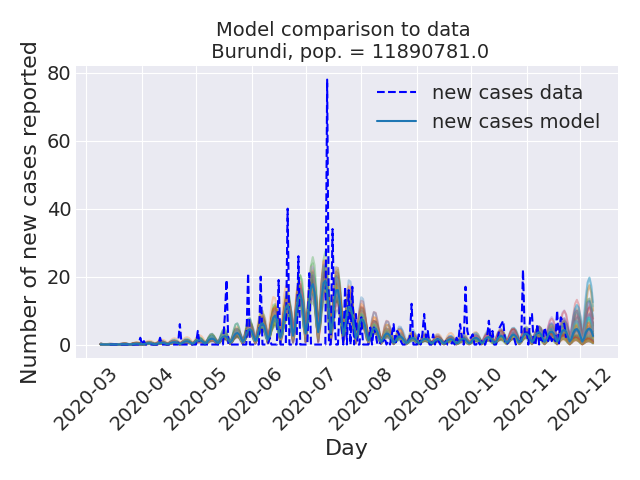 Model comparison to data
Burundi, pop. = 11890781.0
Number of new cases reported
80
60
40
20
0
new cases data
new cases model
2020-03
2020-04
2020-05
2020-06
2020-07
2020-08
2020-09
2020-10
2020-11
2020-12
Day